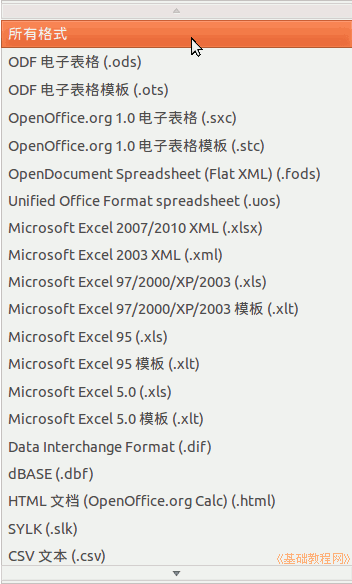 所有格式
ODF 电子表格 (.ods)
ODF 电子表格模板 (.ots)
OpenOffice.org 1.0 电子表格 (.sxc)
OpenOffice.org 1.0 电子表格模板 (.stc)
OpenDocument Spreadsheet (Flat XML) (.fods)
Unified Office Format spreadsheet (.uos)
Microsoft Excel 2007/2010 XML (.xlsx)
Microsoft Excel 2003 XML (.xml)
Microsoft Excel 97/2000/XP/2003 (.xls)
Microsoft Excel 97/2000/XP/2003 模板 (.xlt)
Microsoft Excel 95 (.xls)
Microsoft Excel 95 模板 (.xlt)
Microsoft Excel 5.0 (.xls)
Microsoft Excel 5.0 模板 (.xlt)
Data Interchange Format (.dif)
dBASE (.dbf)
HTML 文档 (OpenOffice.org Calc) (.html)
SYLK (.slk)
CSV 文本 (.csv)
《基础教程网》